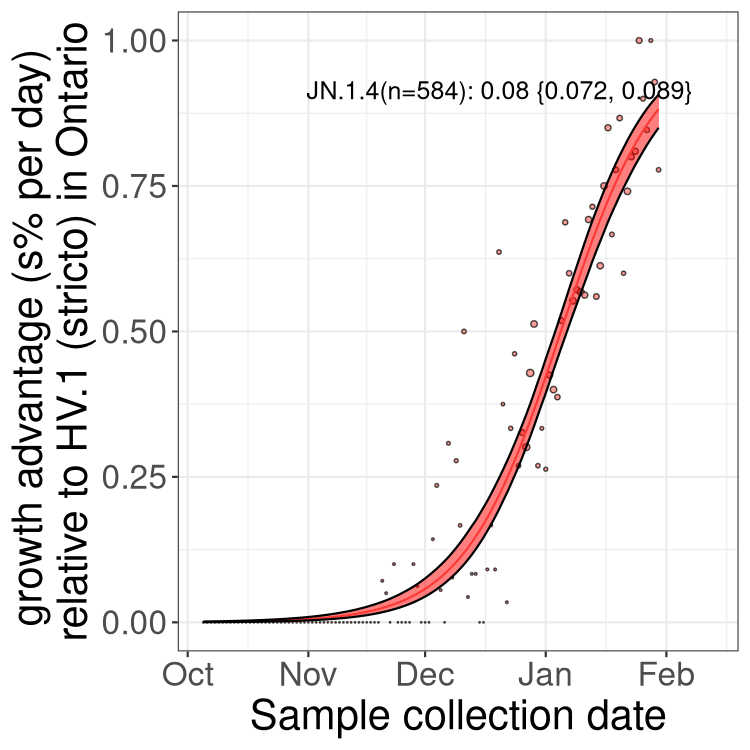 growth advantage (s% per day)
relative to HV.1 (stricto) in Ontario
1.00
JN.1.4(n=584): 0.08 {0.072, 0.089}
0.75
0.50
0.25
0.00
Oct Nov Dec Jan Feb
Sample collection date